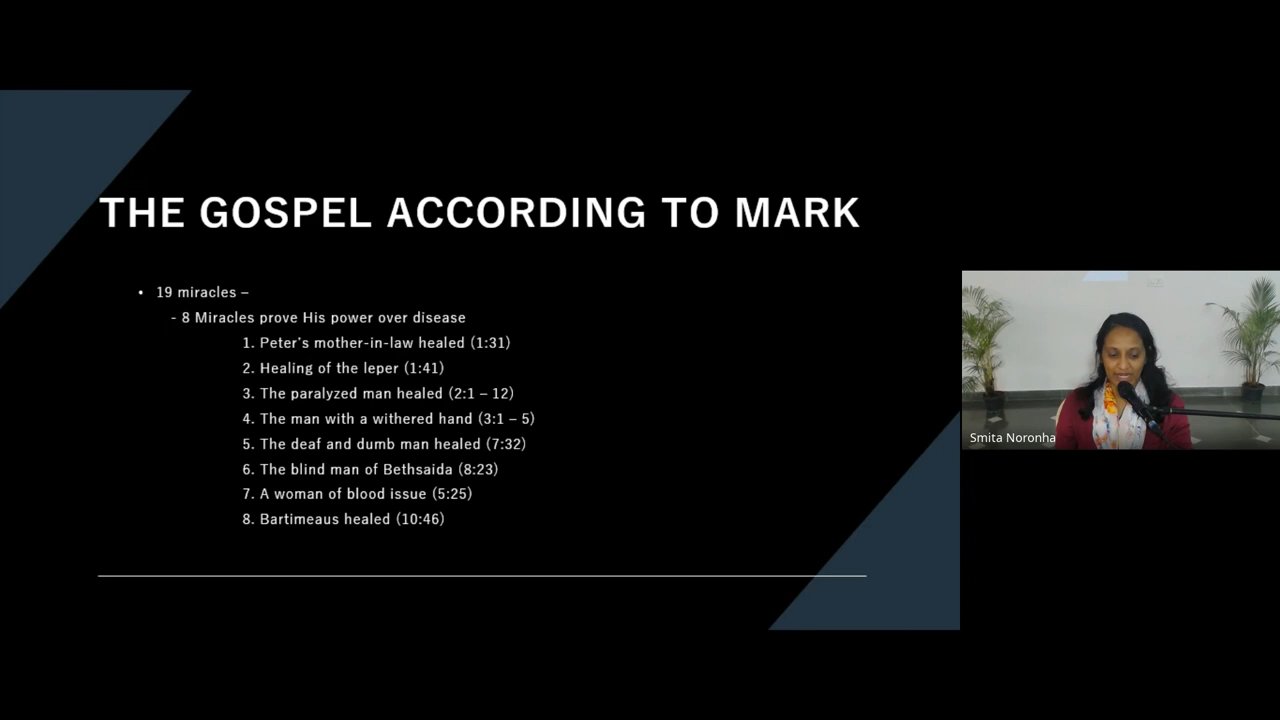 THE GOSPEL ACCORDING TO MARK
• 19 miracles –
- 8 Miracles prove His power over disease
1. Peter's mother-in-law healed (1:31)
2. Healing of the leper (1:41)
3. The paralyzed man healed (2:1 – 12)
4. The man with a withered hand (3:1 – 5)
5. The deaf and dumb man healed (7:32)
6. The blind man of Bethsaida (8:23)
7. A woman of blood issue (5:25)
8. Bartimeaus healed (10:46)
Smita Noronha